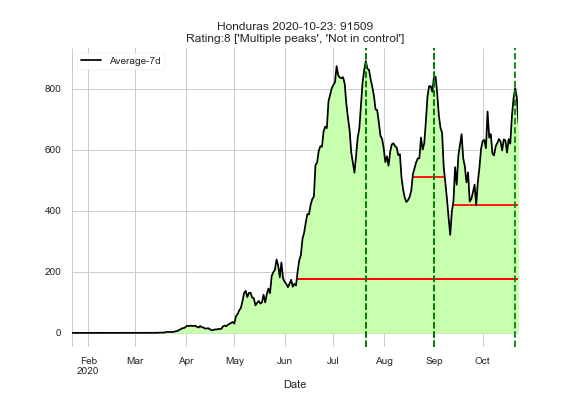 Honduras 2020-10-23: 91509
Rating:8 ['Multiple peaks', 'Not in control']
Average-7d
800
600
400
200
0
Feb Mar Apr May Jun Jul Aug Sep Oct
2020
Date